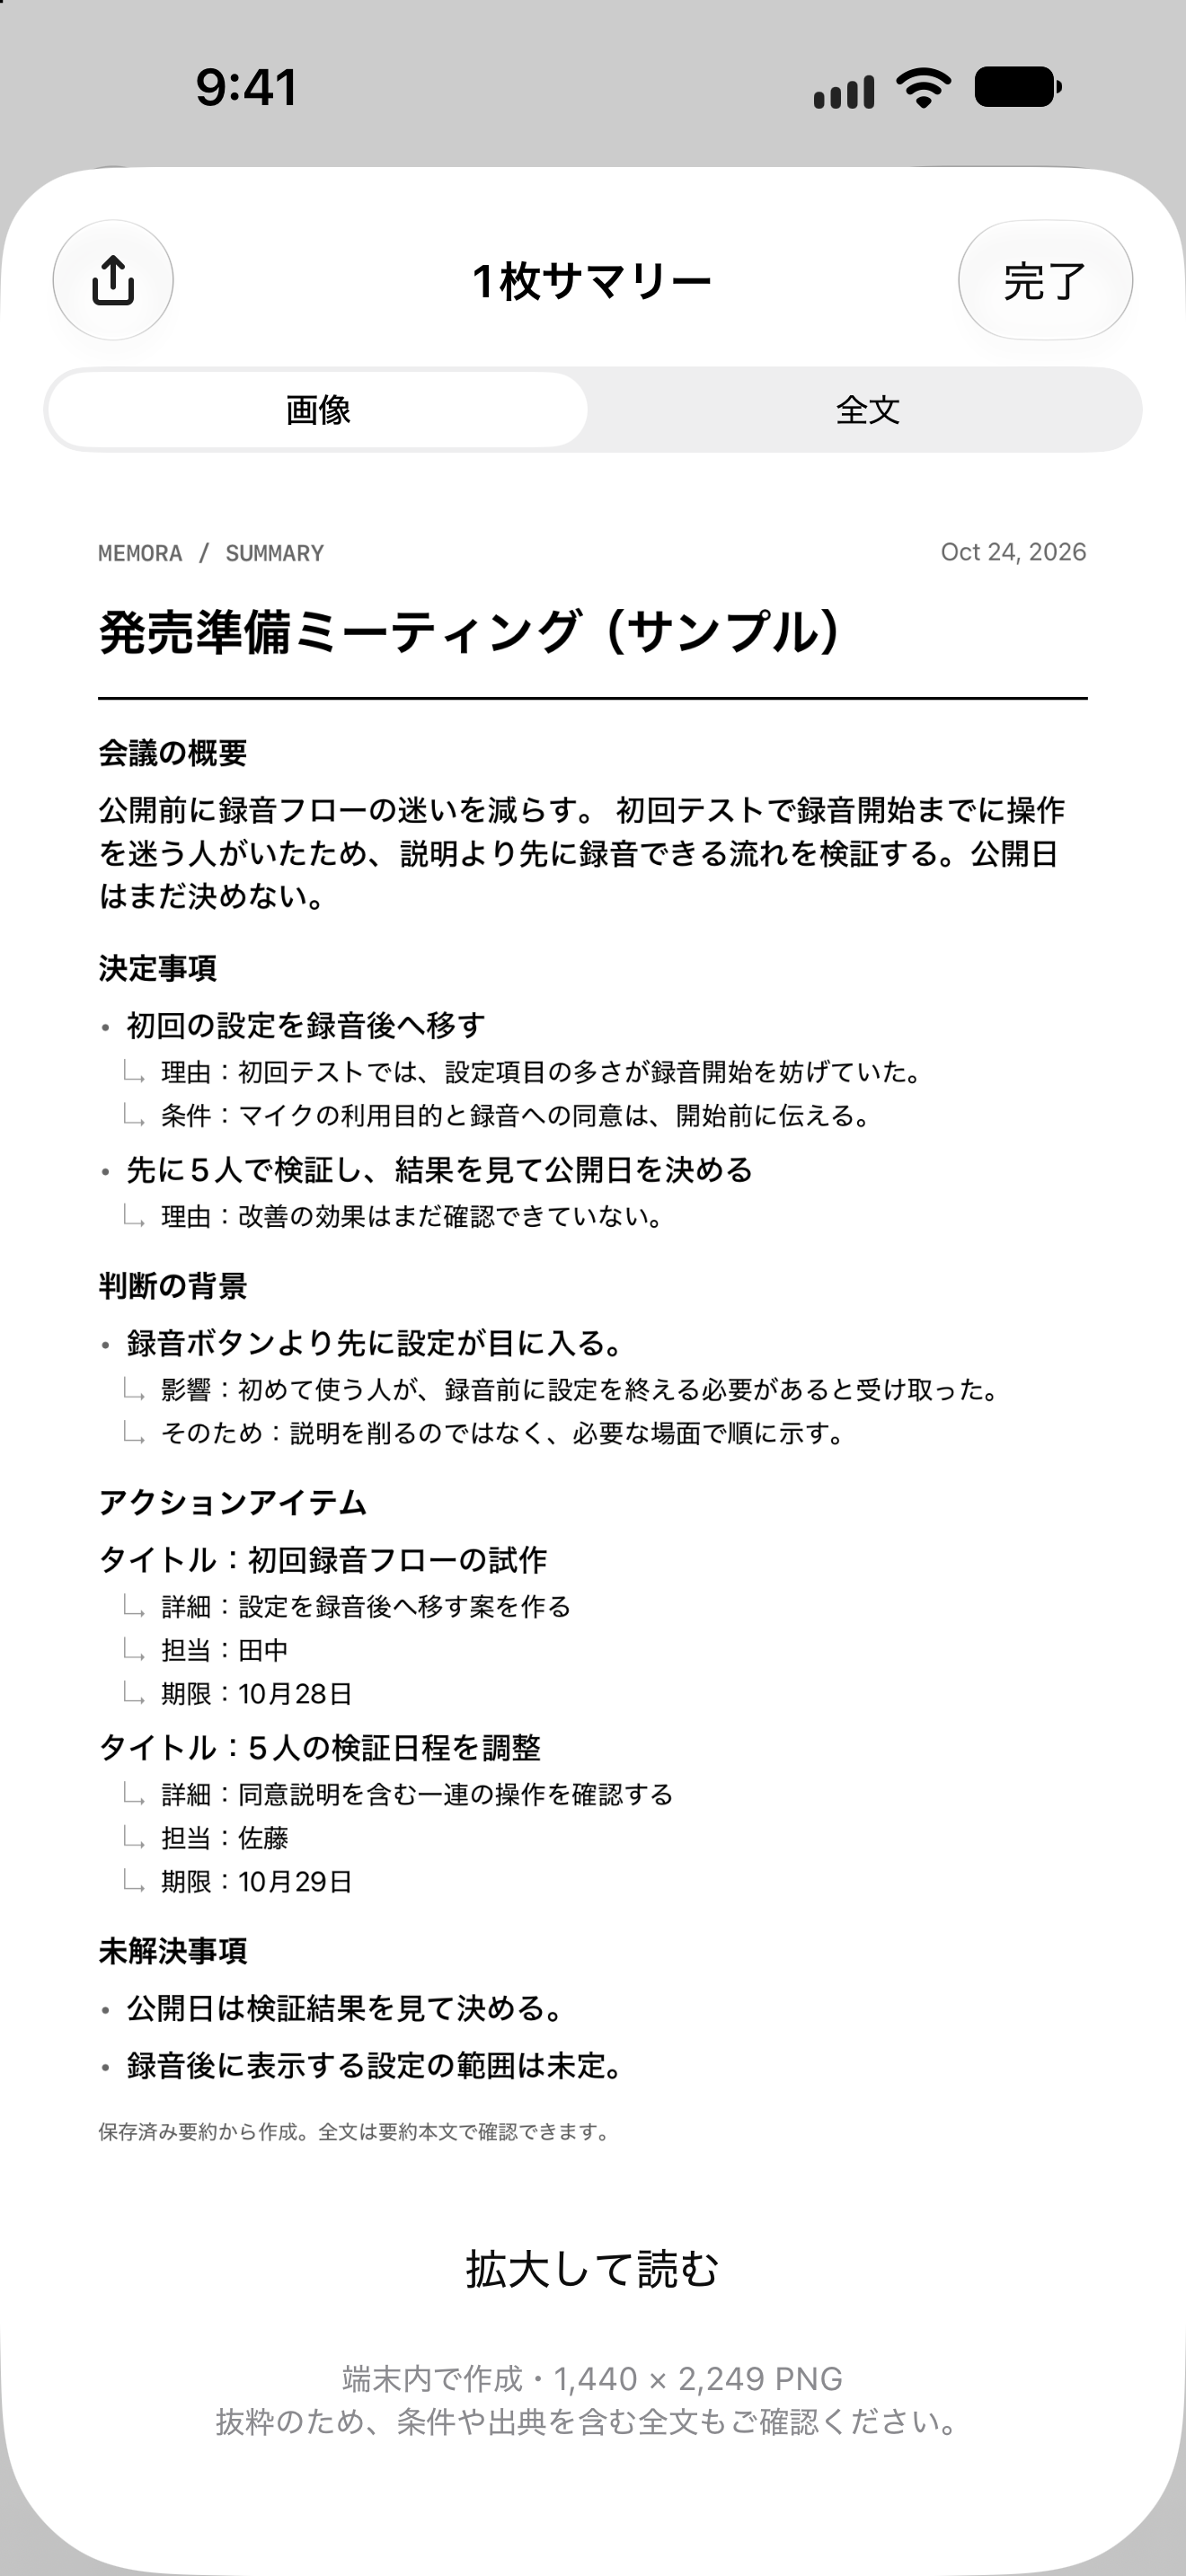 9:41
1枚サマリー
完了
画像
全文
MEMORA / SUMMARY
Oct 24, 2026
発売準備ミーティング（サンプル）
会議の概要
公開前に録音フローの迷いを減らす。 初回テストで録音開始までに操作
を迷う人がいたため、説明より先に録音できる流れを検証する。公開日
はまだ決めない。
決定事項
• 初回の設定を録音後へ移す
理由：初回テストでは、設定項目の多さが録音開始を妨げていた。
条件：マイクの利用目的と録音への同意は、開始前に伝える。
• 先に5人で検証し、結果を見て公開日を決める
理由：改善の効果はまだ確認できていない。
判断の背景
• 録音ボタンより先に設定が目に入る。
影響：初めて使う人が、録音前に設定を終える必要があると受け取った。
そのため：説明を削るのではなく、必要な場面で順に示す。
アクションアイテム
タイトル：初回録音フローの試作
詳細：設定を録音後へ移す案を作る
担当：田中
期限：10月28日
タイトル：5人の検証日程を調整
詳細：同意説明を含む一連の操作を確認する
担当：佐藤
期限：10月29日
未解決事項
• 公開日は検証結果を見て決める。
• 録音後に表示する設定の範囲は未定。
保存済み要約から作成。全文は要約本文で確認できます。
拡大して読む
端末内で作成・1,440 × 2,249 PNG
抜粋のため、条件や出典を含む全文もご確認ください。